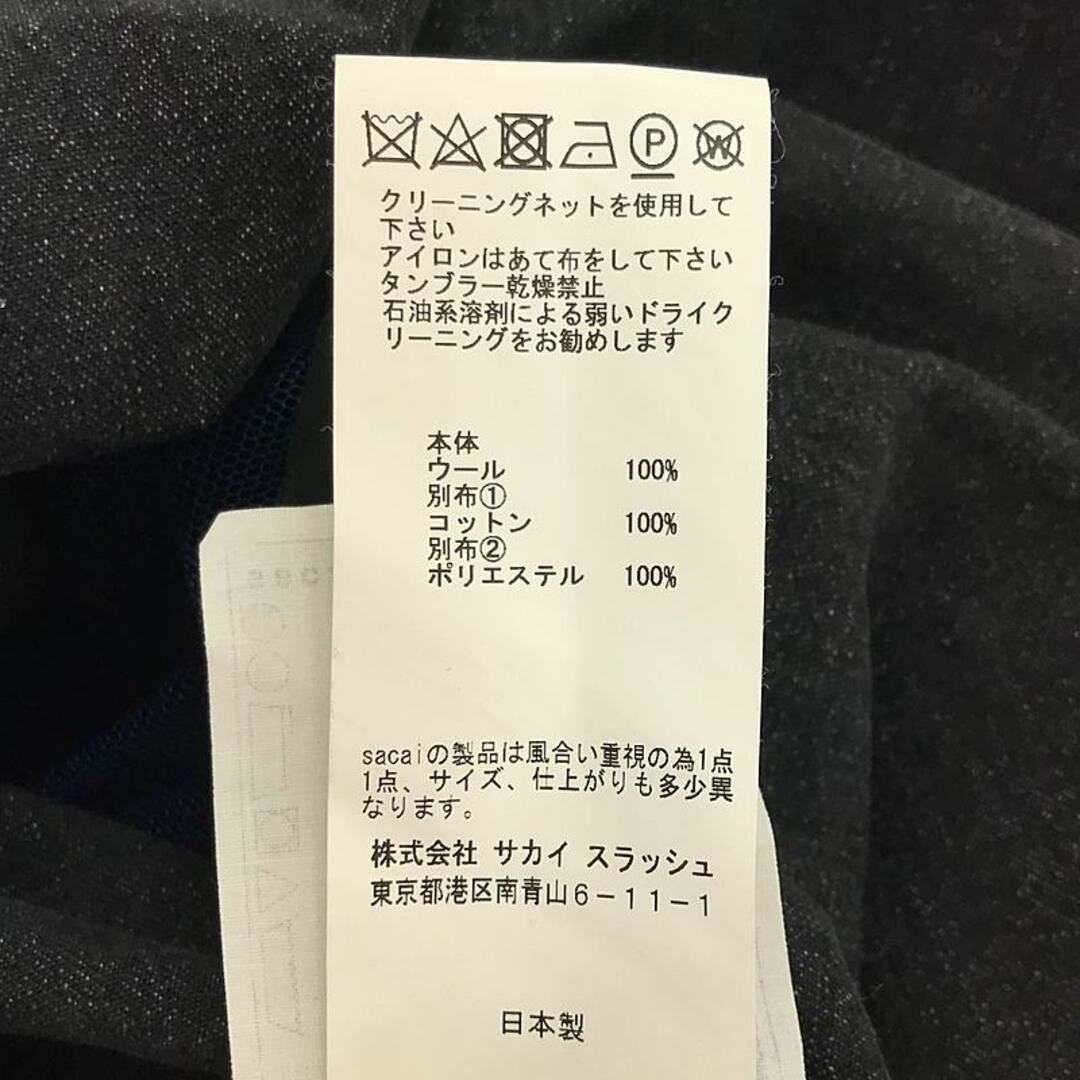 P W
クリーニングネットを使用して
下さい
アイロンはあて布をして下さい
タンブラー乾燥禁止
石油系溶剤による弱いドライク
リーニングをお勧めします
本体
ウール 100%
別布①
コットン 100%
別布②
ポリエステル 100%
sacaiの製品は風合い重視の為1点
1点、サイズ、仕上がりも多少異
なります。
株式会社 サカイ スラッシュ
東京都港区南青山6-11-1
日本製